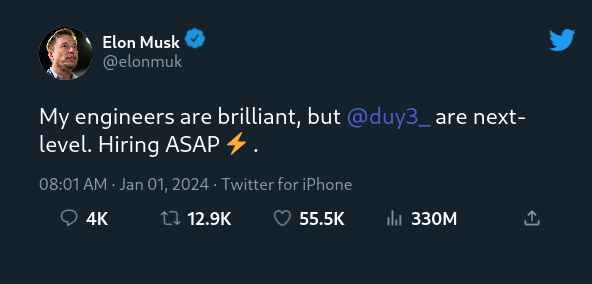 Elon Musk
@elonmuk
My engineers are brilliant, but @duy3_ are next-
level. Hiring ASAP ⚡ .
08:01 AM · Jan 01, 2024 · Twitter for iPhone
4K 12.9K 55.5K 330M